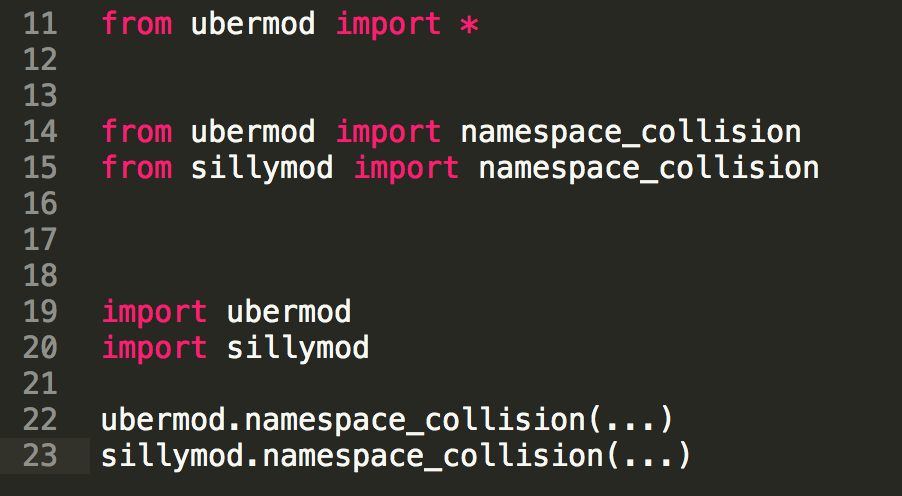 11 from ubermod import *
12
13
14 from ubermod import namespace_collision
15 from sillymod import namespace_collision
16
17
18
19 import ubermod
20 import sillymod
21
22 ubermod.namespace_collision(...)
23 sillymod.namespace_collision(...)